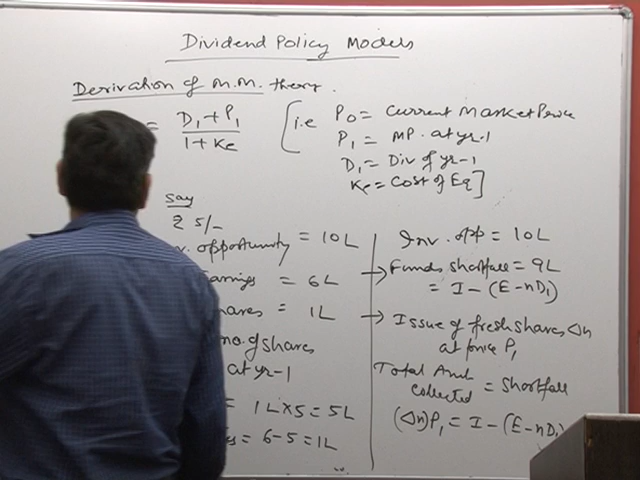 Dividend Policy Models
Derivation of M.M. theory.
= D1 + P1 / 1 + Ke
[i.e P0 = Current Market Price
P1 = MP. at yr-1
D1 = Div of yr-1
Ke = Cost of Eq]
Say
₹ 5/-
opportunity = 10L
Earnings = 6L
= 1L
no. of shares
at yr-1
= 1L×5 = 5L
= 6-5 = 1L
Inv. opp = 10L
→ Funds shortfall = 9L
= I - (E - nD1)
→ Issue of fresh shares Δn
at price P1
Total Amt
collected = Shortfall
(Δn)P1 = I - (E - nD1)